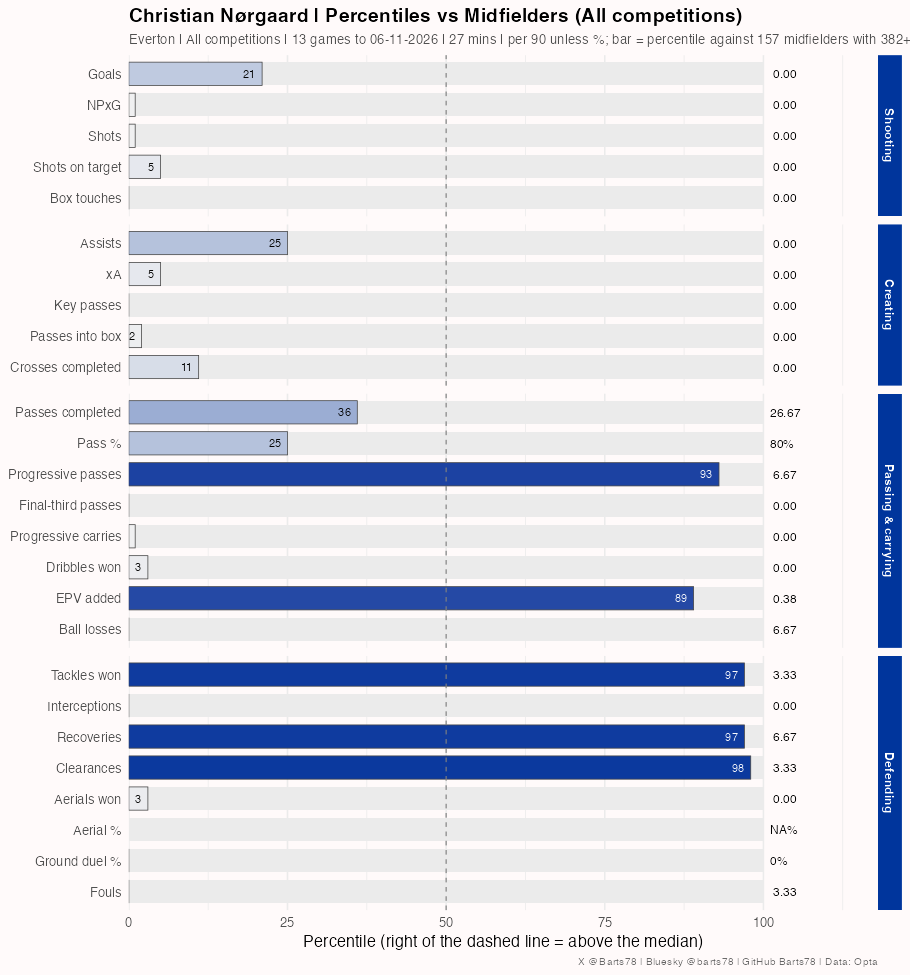 Christian Nørgaard | Percentiles vs Midfielders (All competitions)
Everton | All competitions | 13 games to 06-11-2026 | 27 mins | per 90 unless %; bar = percentile against 157 midfielders with 382+
Goals 21 0.00
NPxG 0.00
Shots 0.00
Shots on target 5 0.00
Box touches 0.00
Shooting
Assists 25 0.00
xA 5 0.00
Key passes 0.00
Passes into box 2 0.00
Crosses completed 11 0.00
Creating
Passes completed 36 26.67
Pass % 25 80%
Progressive passes 93 6.67
Final-third passes 0.00
Progressive carries 0.00
Dribbles won 3 0.00
EPV added 89 0.38
Ball losses 6.67
Passing & carrying
Tackles won 97 3.33
Interceptions 0.00
Recoveries 97 6.67
Clearances 98 3.33
Aerials won 3 0.00
Aerial % NA%
Ground duel % 0%
Fouls 3.33
Defending
0 25 50 75 100
Percentile (right of the dashed line = above the median)
X @Barts78 | Bluesky @barts78 | GitHub Barts78 | Data: Opta